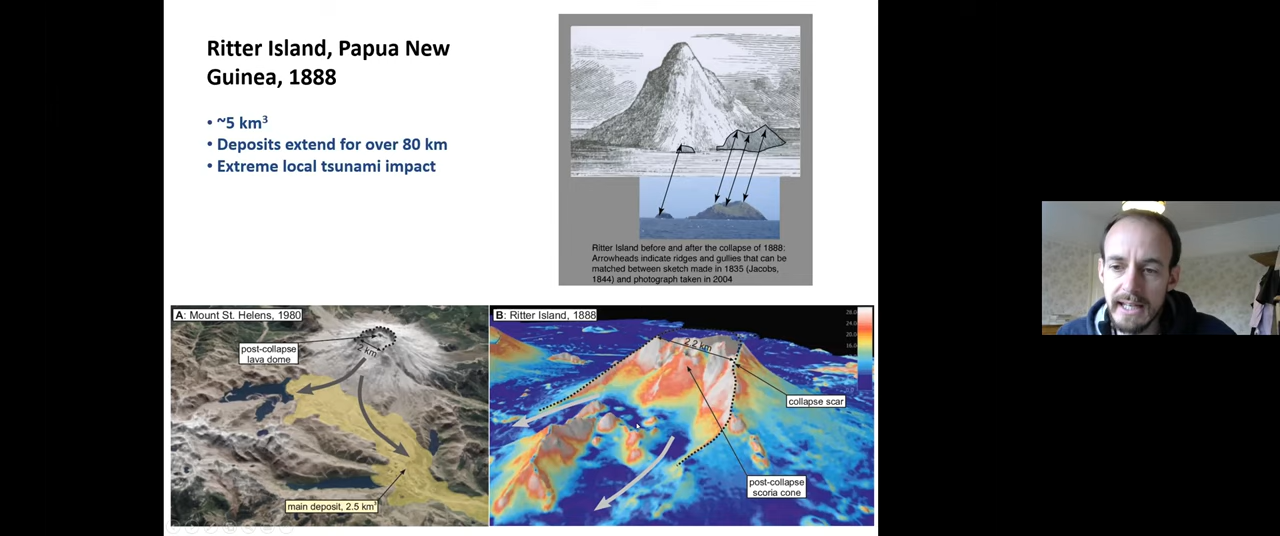 Ritter Island, Papua New
Guinea, 1888
• ~5 km³
• Deposits extend for over 80 km
• Extreme local tsunami impact
Ritter Island before and after the collapse of 1888:
Arrowheads indicate ridges and gullies that can be
matched between sketch made in 1835 (Jacobs,
1844) and photograph taken in 2004
A: Mount St. Helens, 1980
post-collapse
lava dome
2 km
main deposit, 2.5 km³
B: Ritter Island, 1888
2.2 km
collapse scar
post-collapse
scoria cone